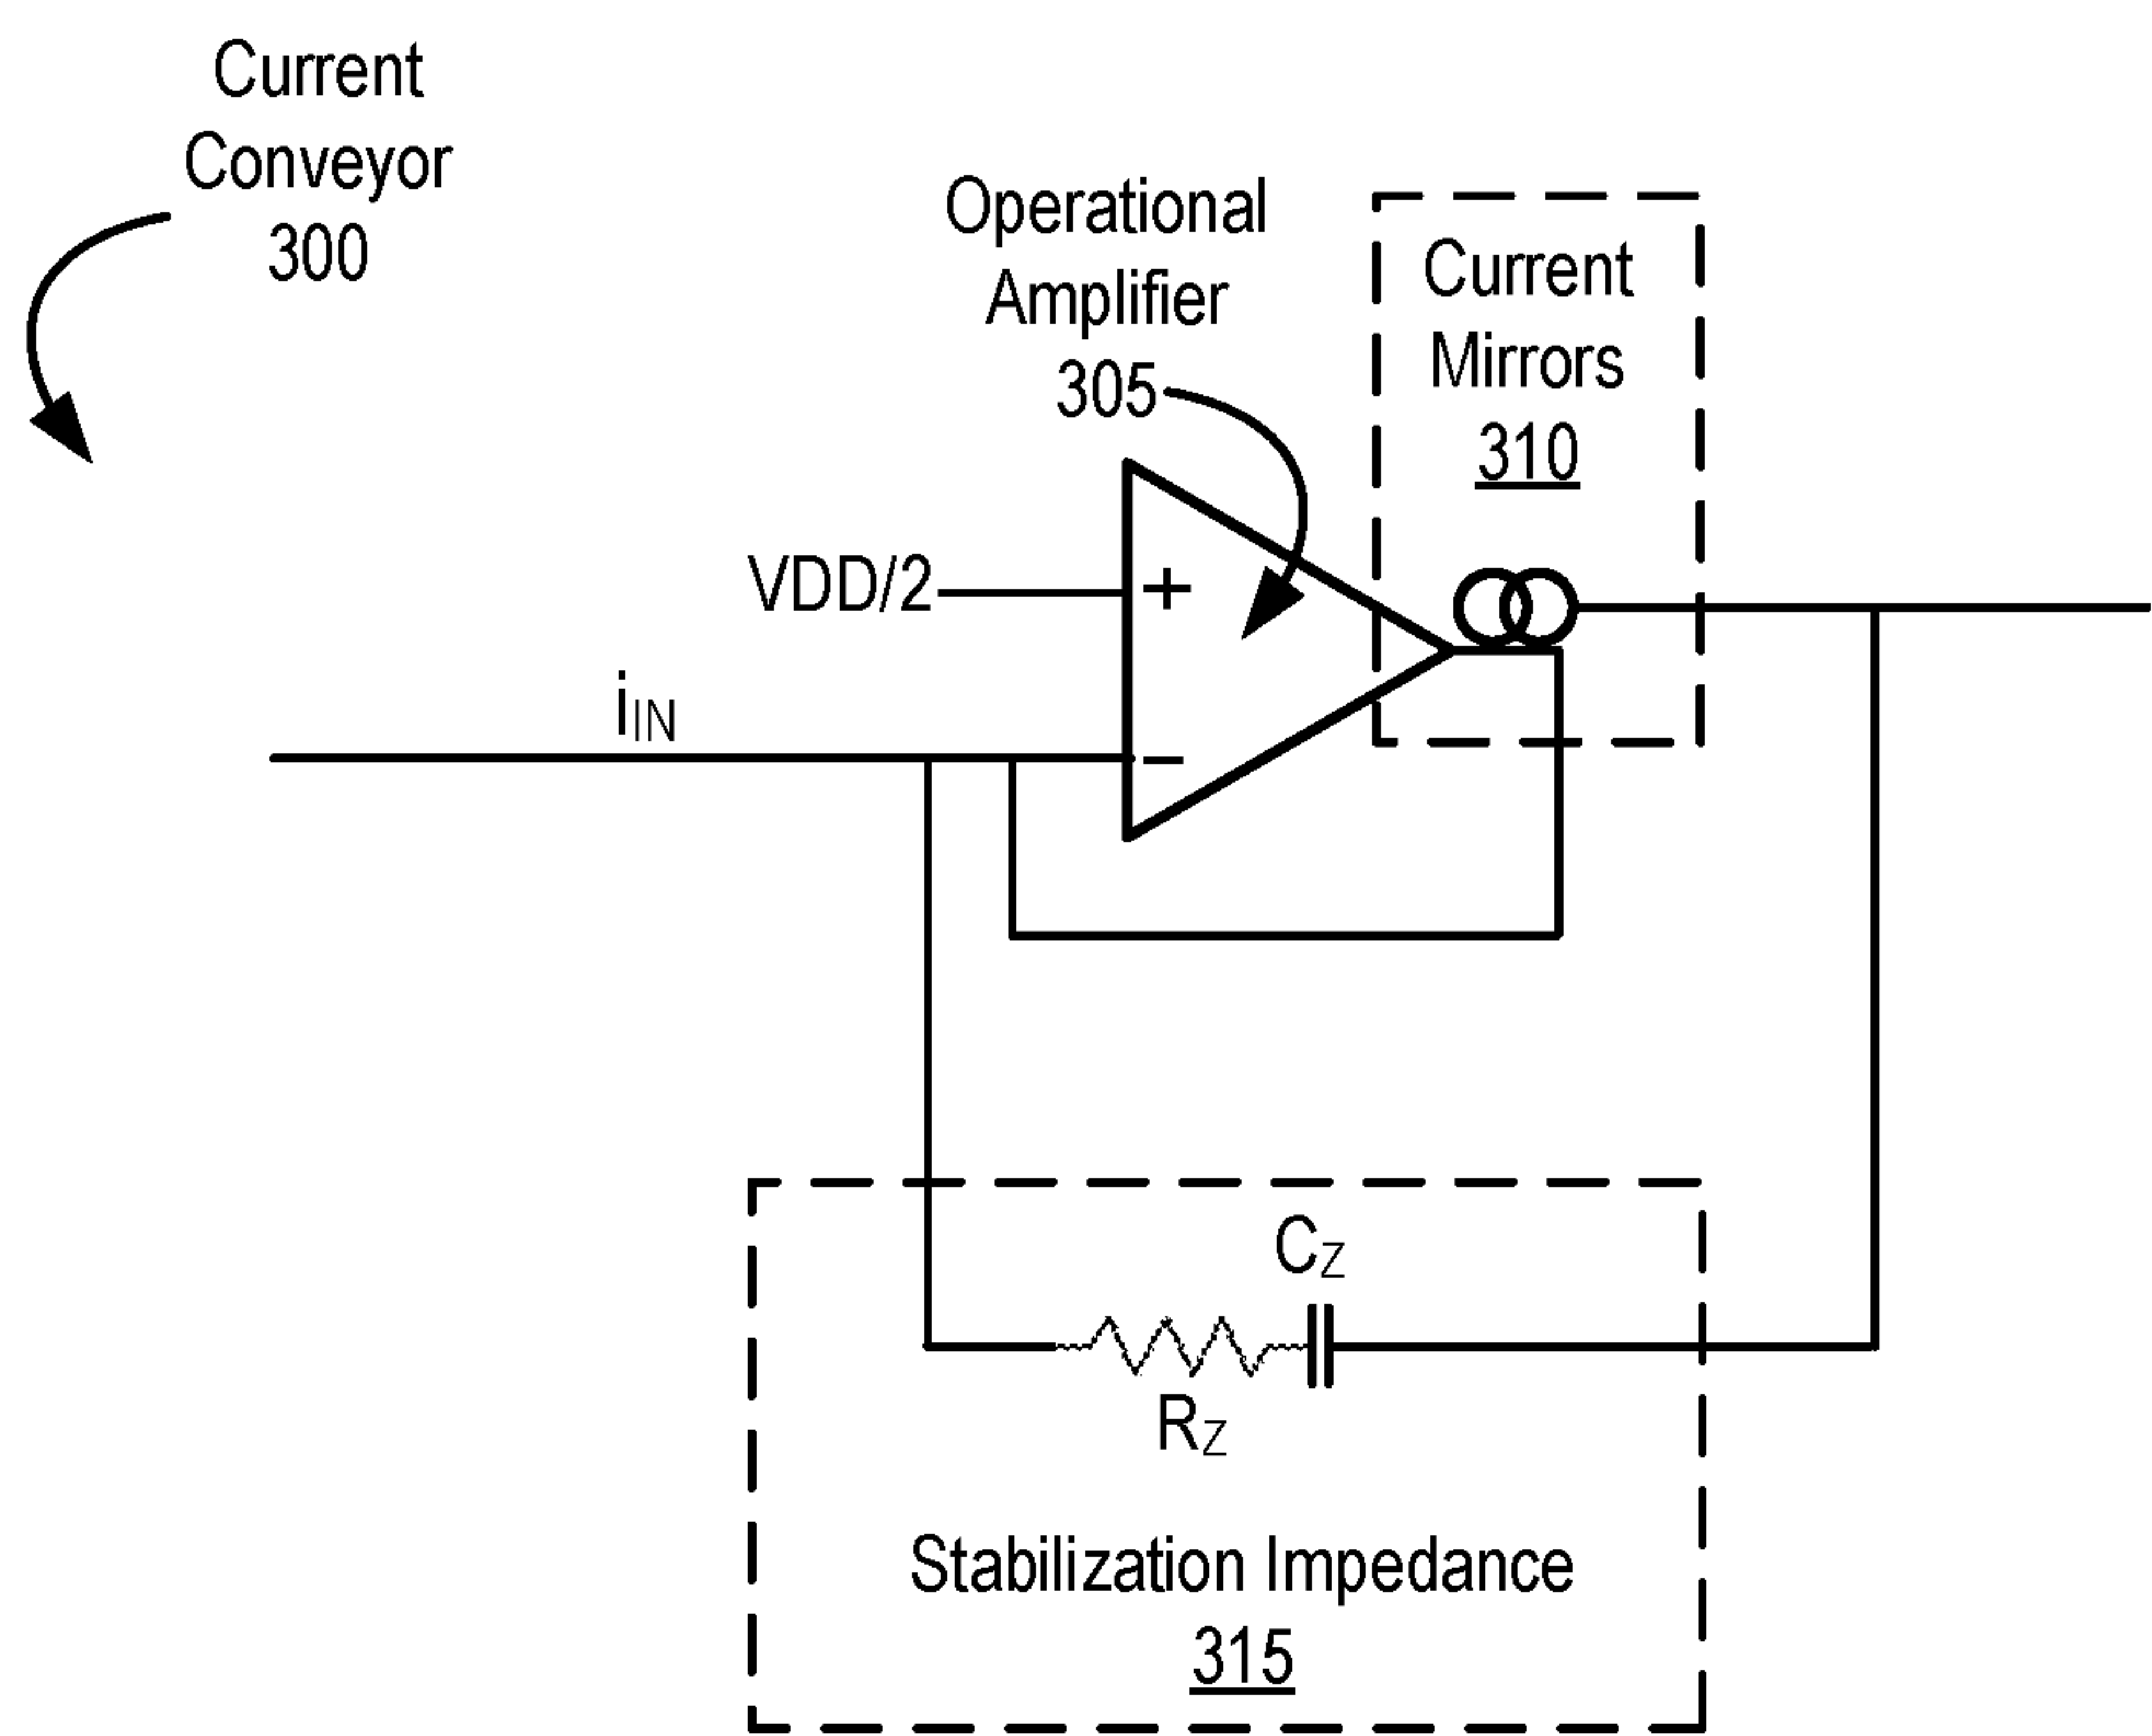 Current
Conveyor
300
Operational
Amplifier
305
Current
Mirrors
310
VDD/2
+
iIN
−
CZ
RZ
Stabilization Impedance
315